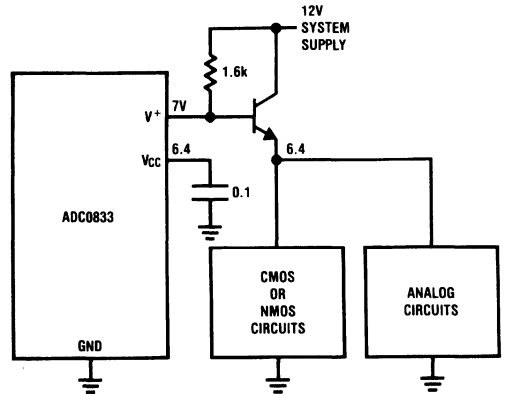 12V
SYSTEM
SUPPLY
1.6k
7V
V+
6.4
VCC
6.4
0.1
ADC0833
CMOS
OR
NMOS
CIRCUITS
ANALOG
CIRCUITS
GND